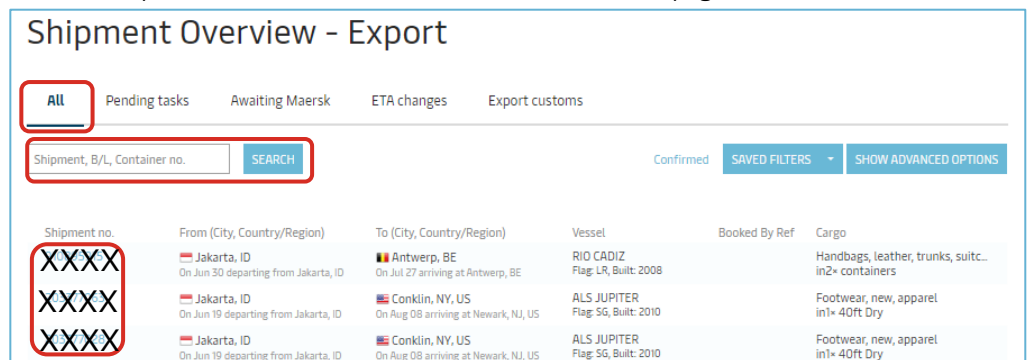 Shipment Overview - Export
All Pending tasks Awaiting Maersk ETA changes Export customs
Shipment, B/L, Container no. SEARCH Confirmed SAVED FILTERS SHOW ADVANCED OPTIONS
Shipment no. From (City, Country/Region) To (City, Country/Region) Vessel Booked By Ref Cargo
XXXX Jakarta, ID Antwerp, BE RIO CADIZ Handbags, leather, trunks, suitc...
On Jun 30 departing from Jakarta, ID On Jul 27 arriving at Antwerp, BE Flag: LR, Built: 2008 in2× containers
XXXX Jakarta, ID Conklin, NY, US ALS JUPITER Footwear, new, apparel
On Jun 19 departing from Jakarta, ID On Aug 08 arriving at Newark, NJ, US Flag: SG, Built: 2010 in1× 40ft Dry
XXXX Jakarta, ID Conklin, NY, US ALS JUPITER Footwear, new, apparel
On Jun 19 departing from Jakarta, ID On Aug 08 arriving at Newark, NJ, US Flag: SG, Built: 2010 in1× 40ft Dry